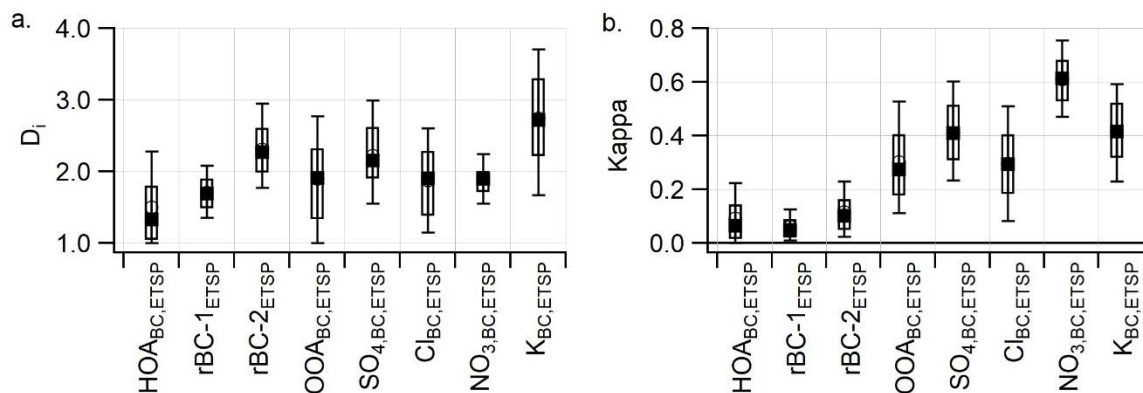 a.
4.0
3.0
2.0
1.0
Di
HOABC,ETSP
rBC-1ETSP
rBC-2ETSP
OOABC,ETSP
SO4,BC,ETSP
ClBC,ETSP
NO3,BC,ETSP
KBC,ETSP
b.
0.8
0.6
0.4
0.2
0.0
Kappa
HOABC,ETSP
rBC-1ETSP
rBC-2ETSP
OOABC,ETSP
SO4,BC,ETSP
ClBC,ETSP
NO3,BC,ETSP
KBC,ETSP